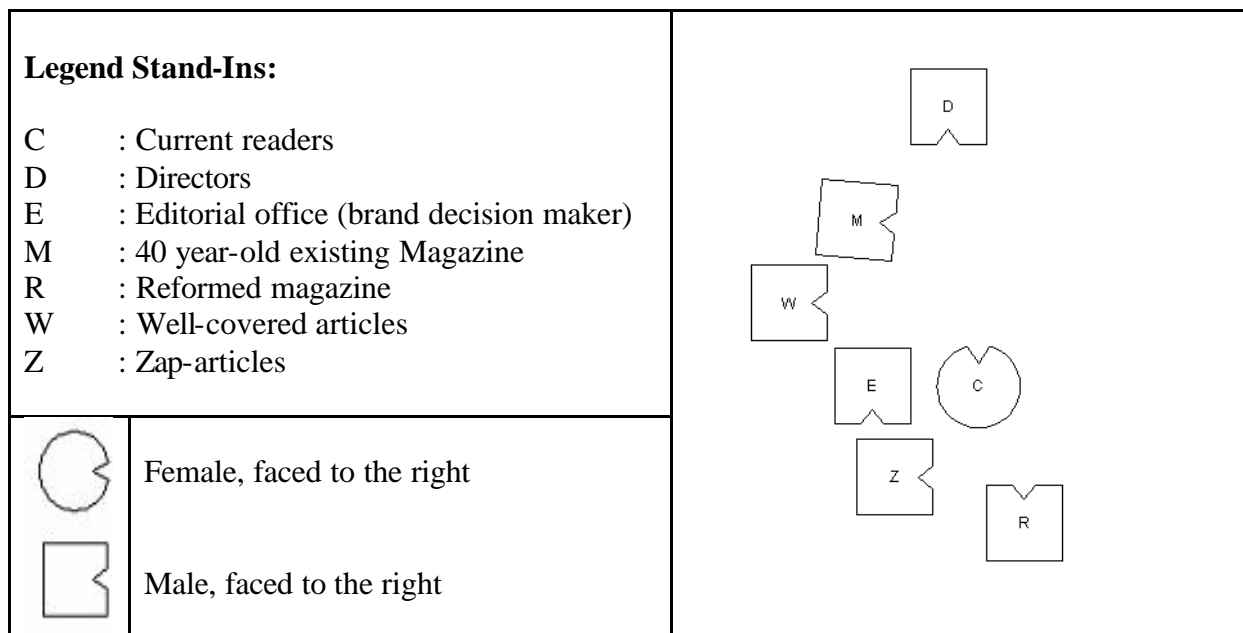 Legend Stand-Ins:
C : Current readers
D : Directors
E : Editorial office (brand decision maker)
M : 40 year-old existing Magazine
R : Reformed magazine
W : Well-covered articles
Z : Zap-articles
Female, faced to the right
Male, faced to the right
D
M
W
E C
Z
R